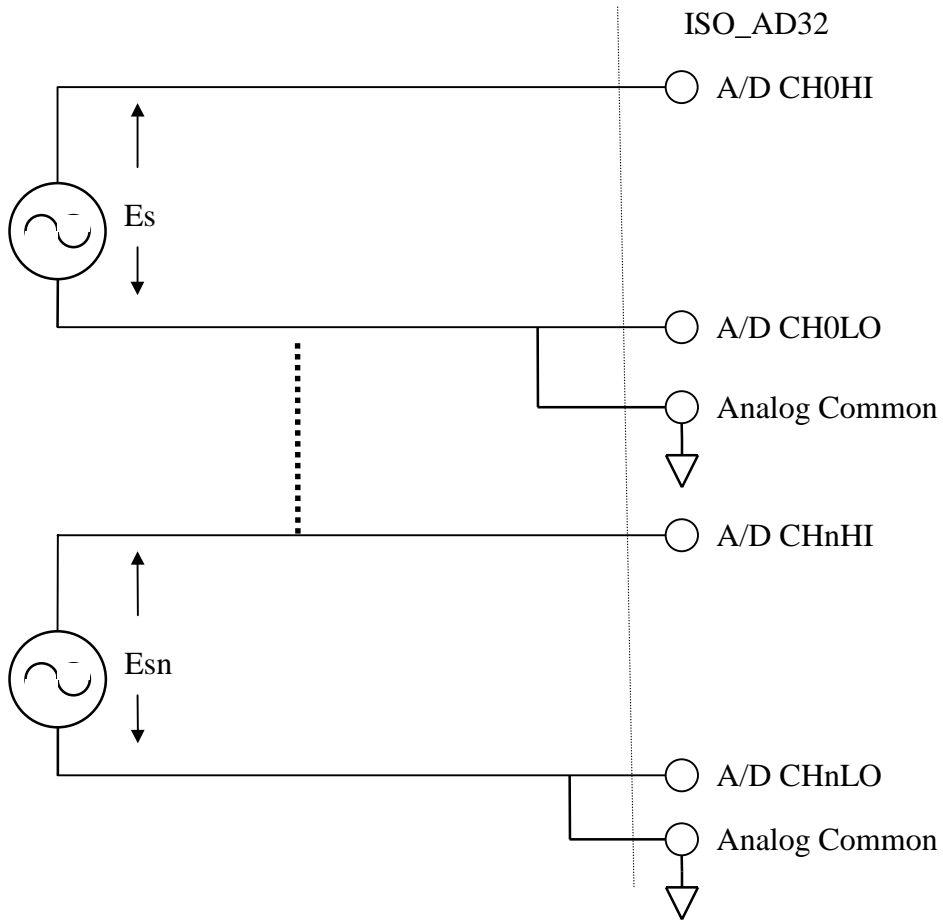 ISO_AD32
A/D CH0HI
Es
A/D CH0LO
Analog Common
A/D CHnHI
Esn
A/D CHnLO
Analog Common